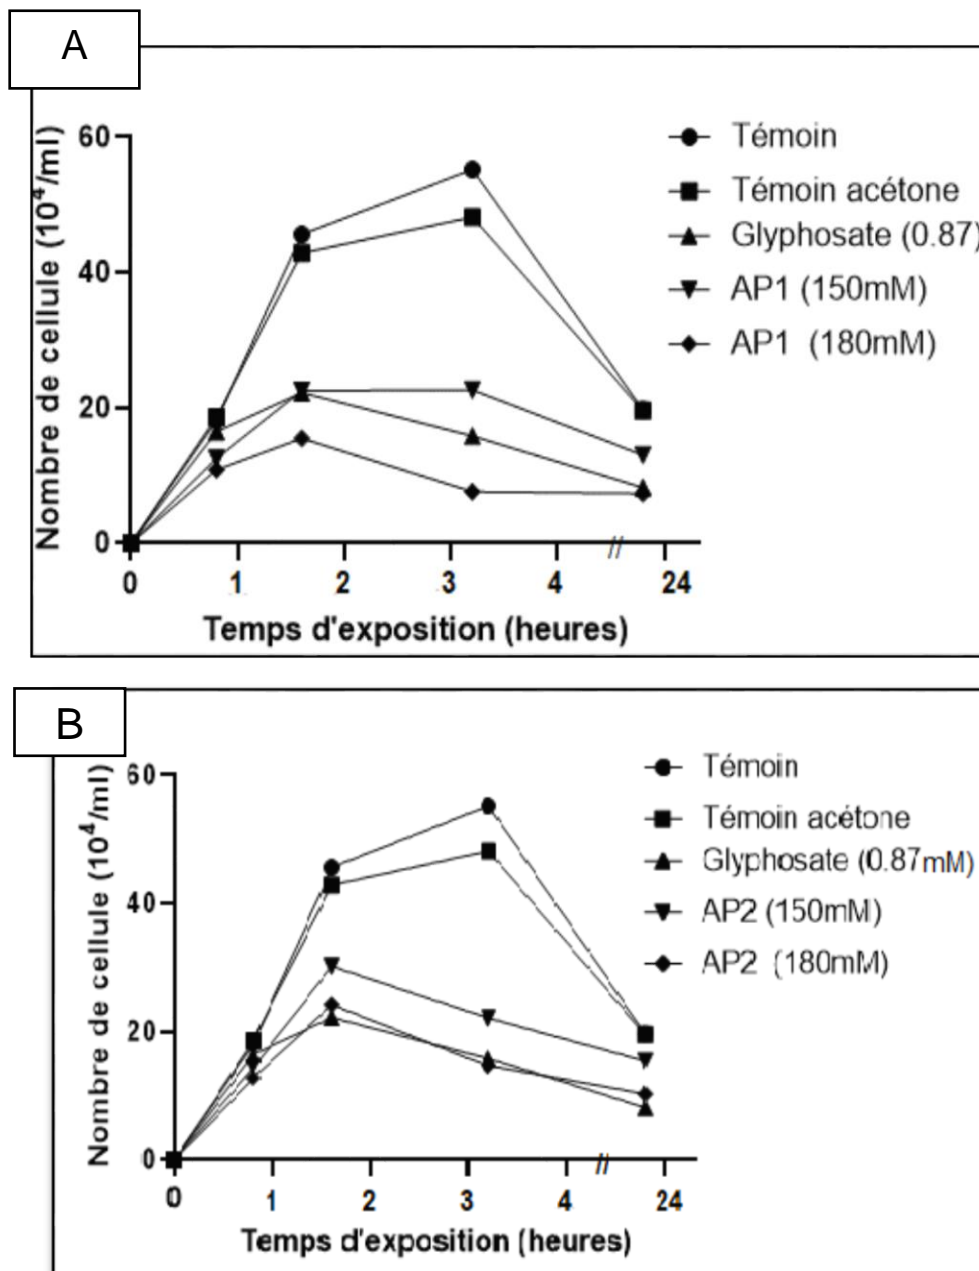 A
Nombre de cellule (10⁴/ml)
60
40
20
0
0 1 2 3 4 // 24
Temps d'exposition (heures)
Témoin
Témoin acétone
Glyphosate (0.87)
AP1 (150mM)
AP1 (180mM)
B
Nombre de cellule (10⁴/ml)
60
40
20
0
0 1 2 3 4 // 24
Temps d'exposition (heures)
Témoin
Témoin acétone
Glyphosate (0.87mM)
AP2 (150mM)
AP2 (180mM)